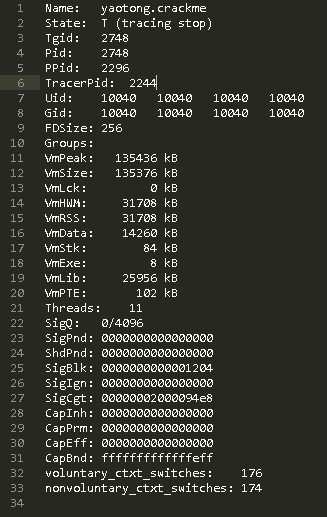 1 Name: yaotong.crackme
2 State: T (tracing stop)
3 Tgid: 2748
4 Pid: 2748
5 PPid: 2296
6 TracerPid: 2244
7 Uid: 10040 10040 10040 10040
8 Gid: 10040 10040 10040 10040
9 FDSize: 256
10 Groups:
11 VmPeak: 135436 kB
12 VmSize: 135376 kB
13 VmLck: 0 kB
14 VmHWM: 31708 kB
15 VmRSS: 31708 kB
16 VmData: 14260 kB
17 VmStk: 84 kB
18 VmExe: 8 kB
19 VmLib: 25956 kB
20 VmPTE: 102 kB
21 Threads: 11
22 SigQ: 0/4096
23 SigPnd: 0000000000000000
24 ShdPnd: 0000000000000000
25 SigBlk: 0000000000001204
26 SigIgn: 0000000000000000
27 SigCgt: 00000002000094e8
28 CapInh: 0000000000000000
29 CapPrm: 0000000000000000
30 CapEff: 0000000000000000
31 CapBnd: fffffffffffffeff
32 voluntary_ctxt_switches: 176
33 nonvoluntary_ctxt_switches: 174
34